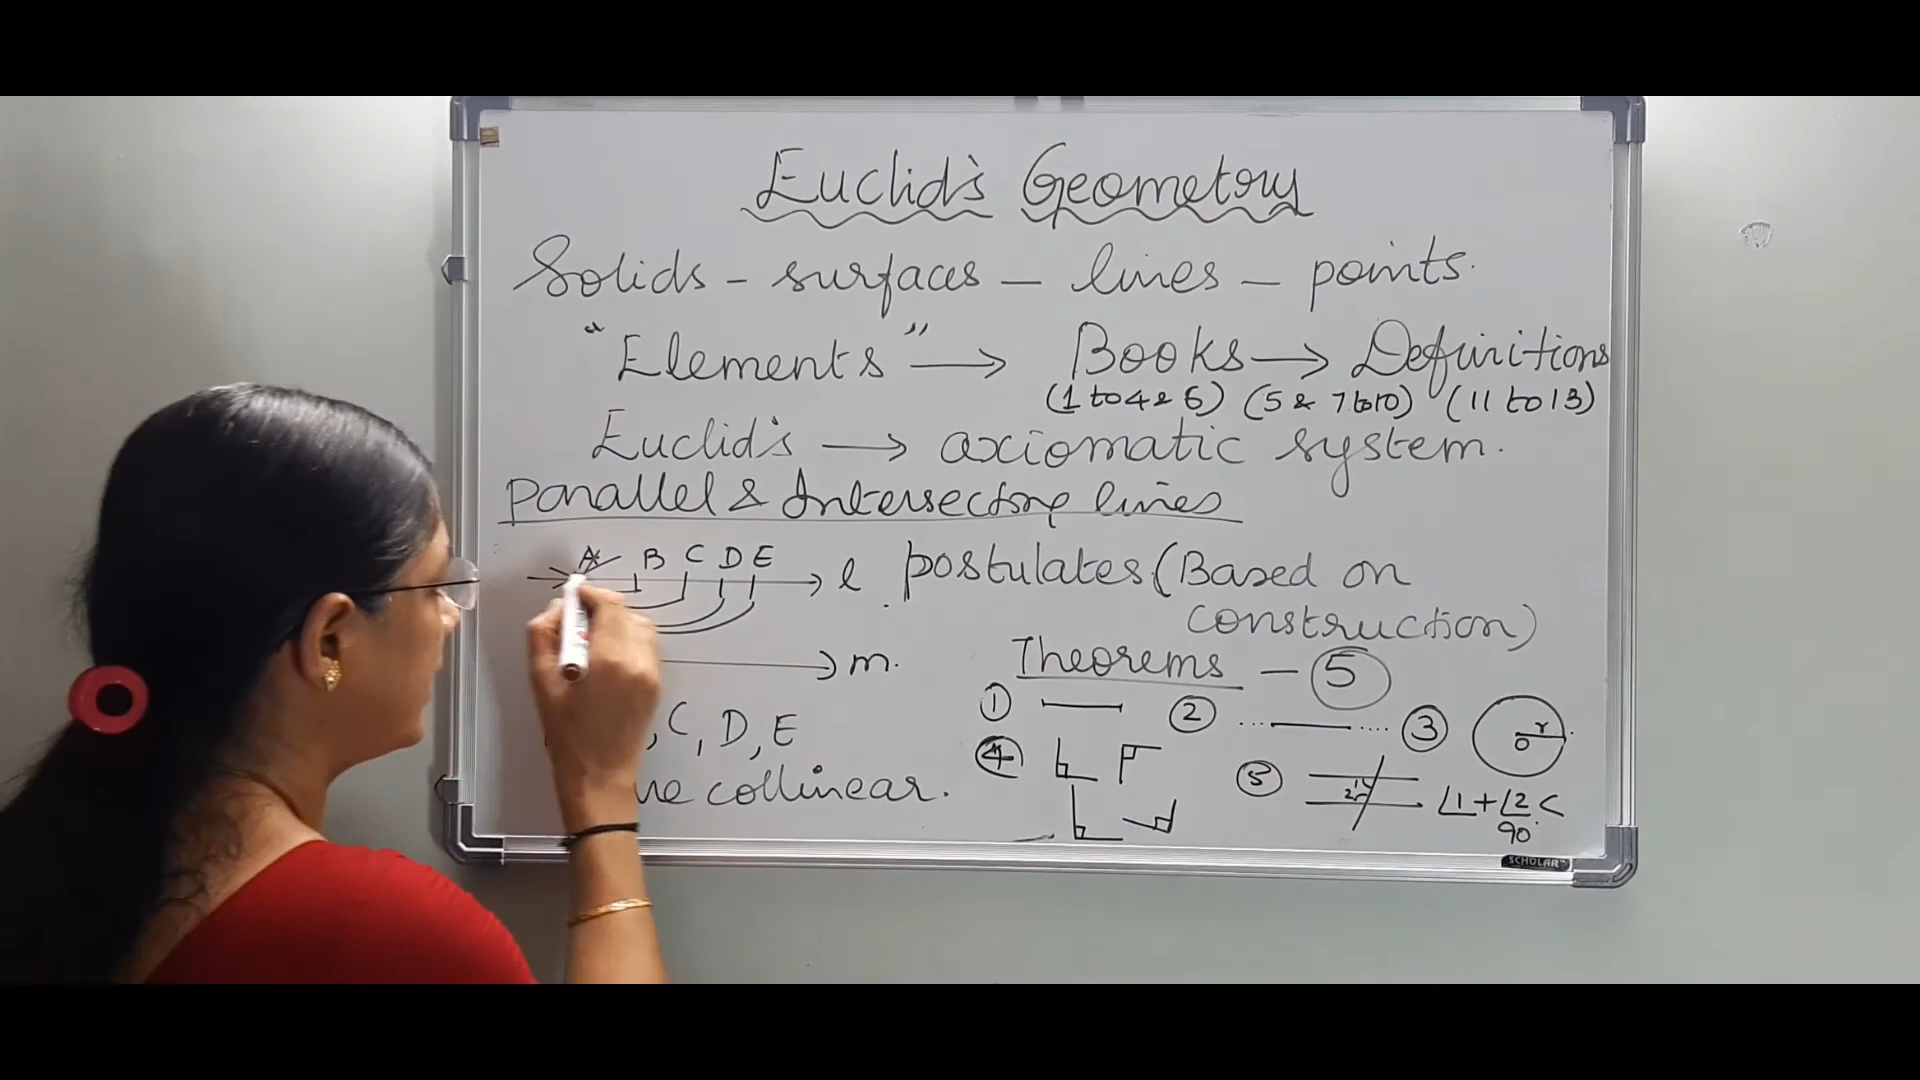 Euclid's Geometry
Solids - surfaces - lines - points.
"Elements" → Books → Definitions
(1 to 4 & 6) (5 & 7 to 10) (11 to 13)
Euclid's → axiomatic system.
Parallel & Intersecting lines
A B C D E l
m.
, C, D, E
collinear.
Postulates (Based on
construction)
Theorems - 5
1 2 3 O r
4 5 1 2 ∠1 + ∠2 <
90°
SCHOLAR